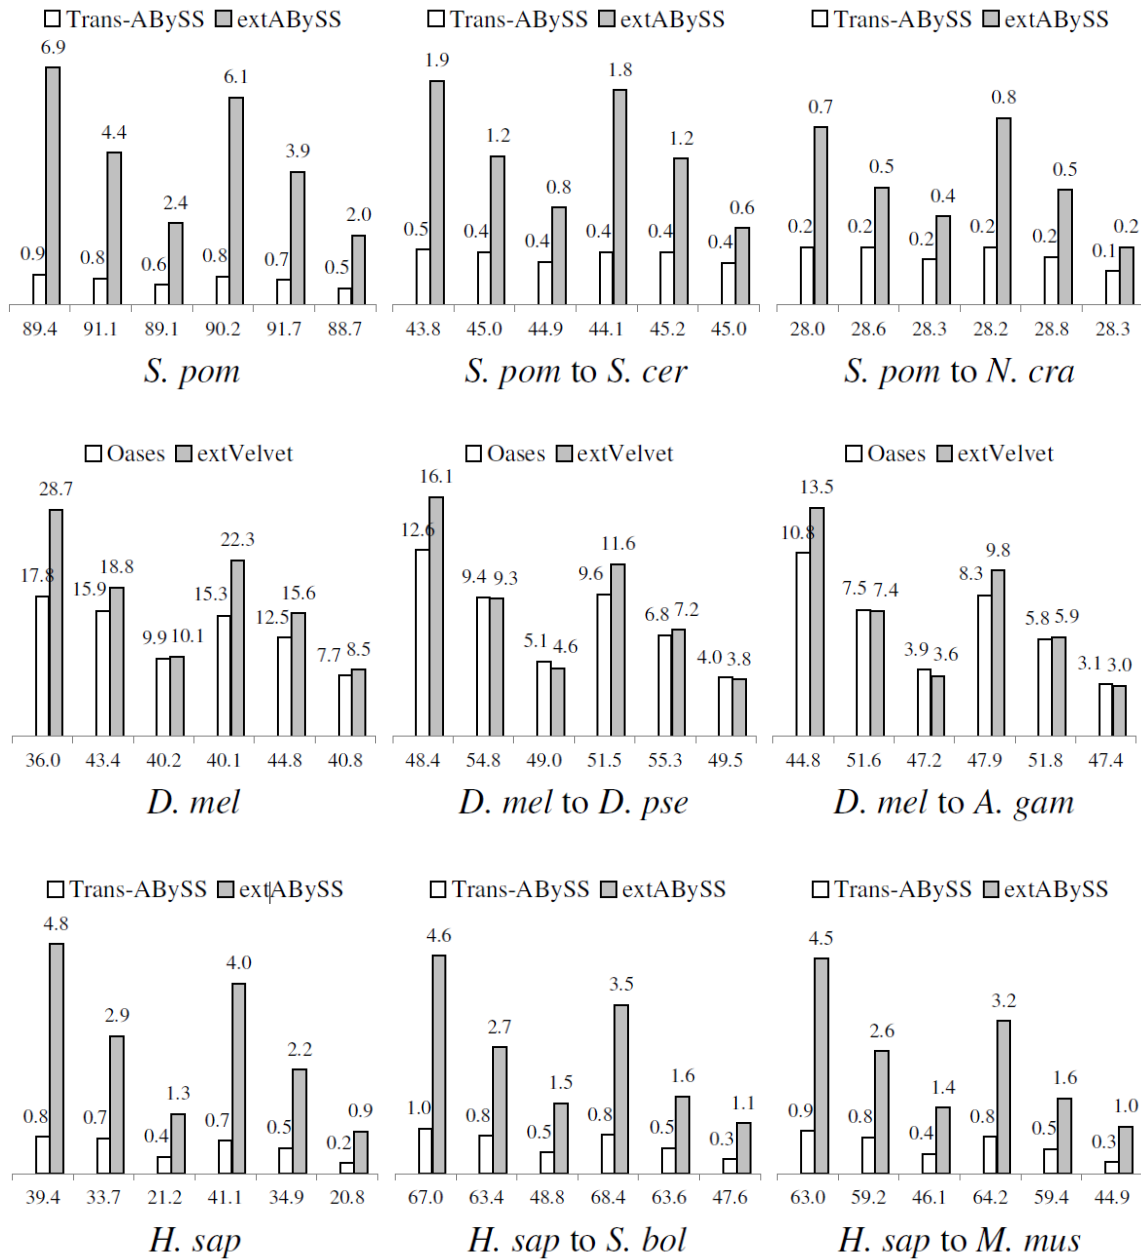 Trans-ABySS extABySS
6.9
6.1
4.4
3.9
2.4
2.0
0.9 0.8 0.6 0.8 0.7 0.5
89.4 91.1 89.1 90.2 91.7 88.7
S. pom
Trans-ABySS extABySS
1.9
1.8
1.2 1.2
0.8
0.6
0.5 0.4 0.4 0.4 0.4 0.4
43.8 45.0 44.9 44.1 45.2 45.0
S. pom to S. cer
Trans-ABySS extABySS
0.8
0.7
0.5 0.5
0.4
0.2 0.2 0.2 0.2 0.2 0.1 0.2
28.0 28.6 28.3 28.2 28.8 28.3
S. pom to N. cra
Oases extVelvet
28.7
22.3
17.8 15.9 18.8 15.3 12.5 15.6
9.9 10.1 7.7 8.5
36.0 43.4 40.2 40.1 44.8 40.8
D. mel
Oases extVelvet
16.1
12.6 11.6
9.4 9.3 9.6
6.8 7.2
5.1 4.6 4.0 3.8
48.4 54.8 49.0 51.5 55.3 49.5
D. mel to D. pse
Oases extVelvet
13.5
10.8 9.8
7.5 7.4 8.3
5.8 5.9
3.9 3.6 3.1 3.0
44.8 51.6 47.2 47.9 51.8 47.4
D. mel to A. gam
Trans-ABySS extABySS
4.8
4.0
2.9
2.2
1.3
0.8 0.7 0.4 0.7 0.5 0.2 0.9
39.4 33.7 21.2 41.1 34.9 20.8
H. sap
Trans-ABySS extABySS
4.6
3.5
2.7
1.5 1.6
1.0 0.8 0.5 0.8 0.5 0.3 1.1
67.0 63.4 48.8 68.4 63.6 47.6
H. sap to S. bol
Trans-ABySS extABySS
4.5
3.2
2.6
1.4 1.6
0.9 0.8 0.4 0.8 0.5 0.3 1.0
63.0 59.2 46.1 64.2 59.4 44.9
H. sap to M. mus